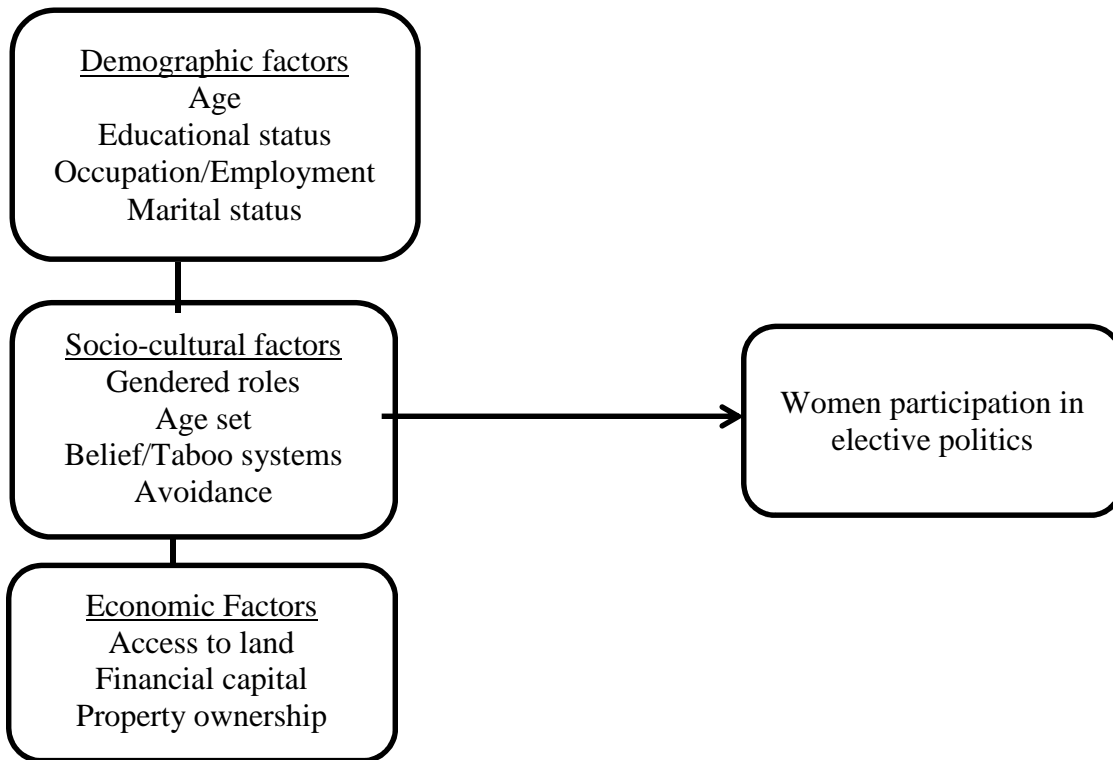 Demographic factors
Age
Educational status
Occupation/Employment
Marital status
Socio-cultural factors
Gendered roles
Age set
Belief/Taboo systems
Avoidance
Women participation in
elective politics
Economic Factors
Access to land
Financial capital
Property ownership